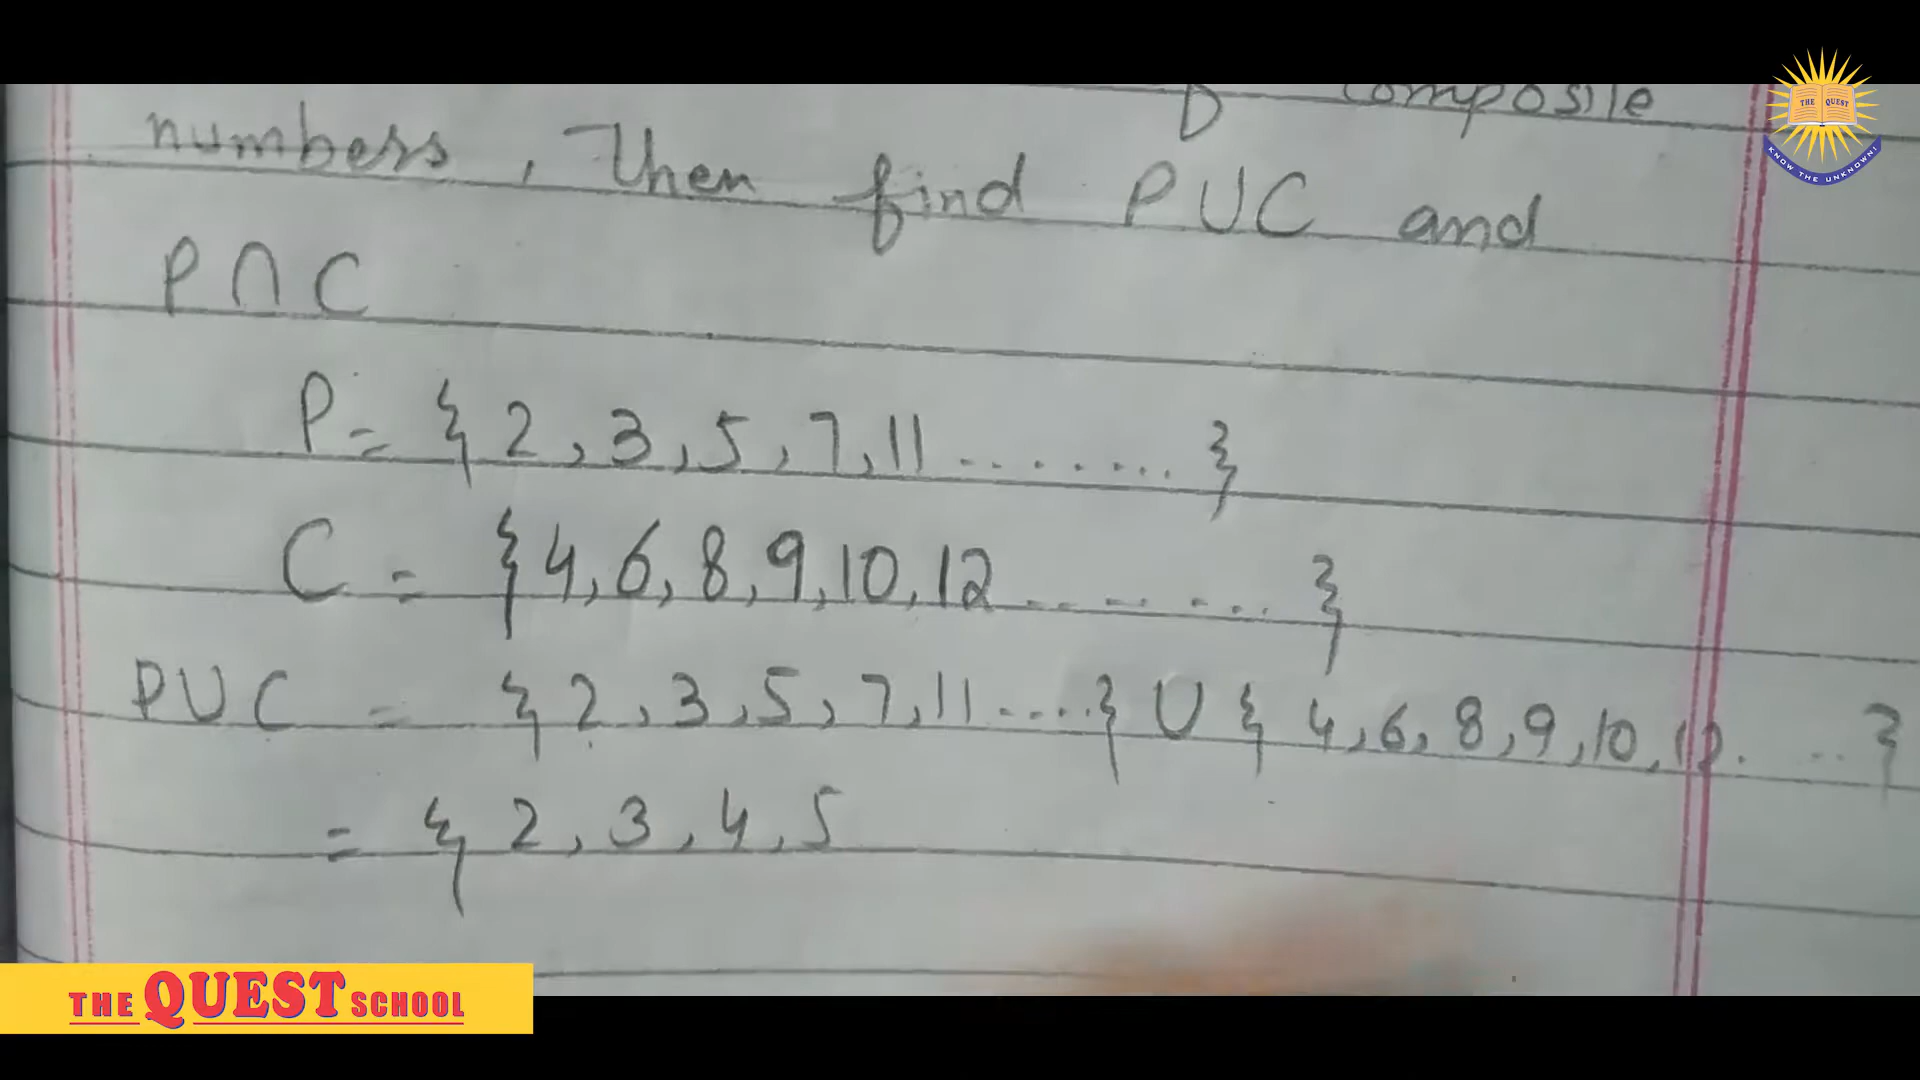 composite
numbers, Then find P U C and
P ∩ C
P = { 2, 3, 5, 7, 11 ........ }
C = { 4, 6, 8, 9, 10, 12 ........ }
P U C = { 2, 3, 5, 7, 11 ..... } U { 4, 6, 8, 9, 10, 12. ... }
= { 2, 3, 4, 5
THE QUEST
KNOW THE UNKNOWN!
THE QUEST SCHOOL